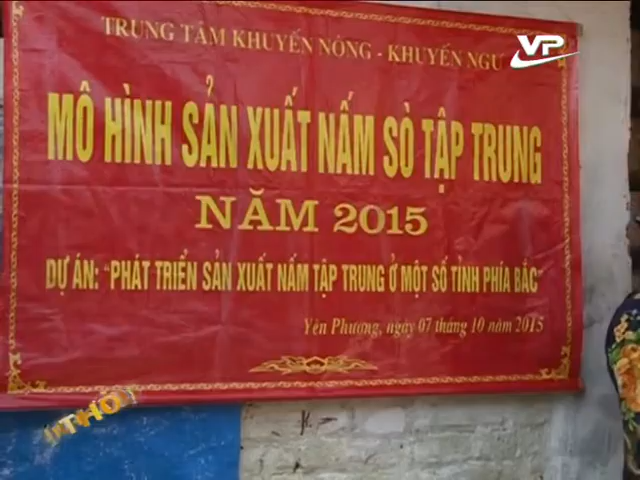 TRUNG TÂM KHUYẾN NÔNG - KHUYẾN NGƯ
VP
MÔ HÌNH SẢN XUẤT NẤM SÒ TẬP TRUNG
NĂM 2015
DỰ ÁN: "PHÁT TRIỂN SẢN XUẤT NẤM TẬP TRUNG Ở MỘT SỐ TỈNH PHÍA BẮC"
Yên Phương, ngày 07 tháng 10 năm 2015